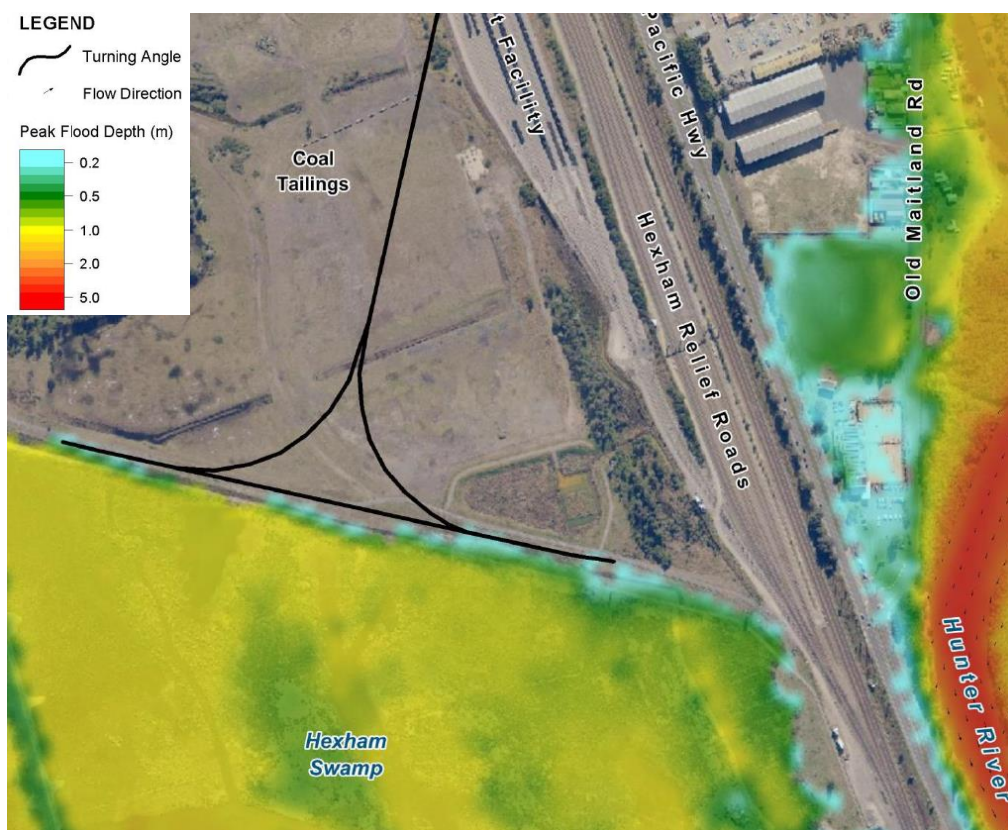 LEGEND
Turning Angle
Flow Direction
Peak Flood Depth (m)
0.2
0.5
1.0
2.0
5.0
Coal
Tailings
Facility
Pacific Hwy
Old Maitland Rd
Hexham Relief Roads
Hunter River
Hexham
Swamp